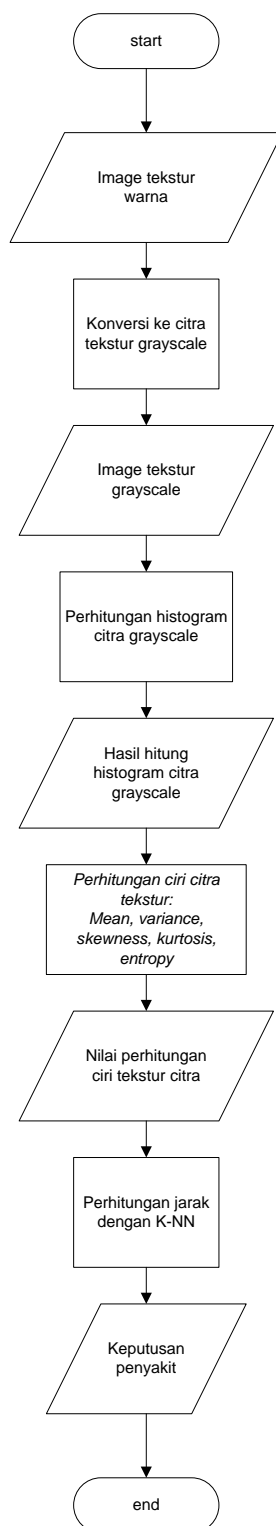 start
Image tekstur
warna
Konversi ke citra
tekstur grayscale
Image tekstur
grayscale
Perhitungan histogram
citra grayscale
Hasil hitung
histogram citra
grayscale
Perhitungan ciri citra
tekstur:
Mean, variance,
skewness, kurtosis,
entropy
Nilai perhitungan
ciri tekstur citra
Perhitungan jarak
dengan K-NN
Keputusan
penyakit
end